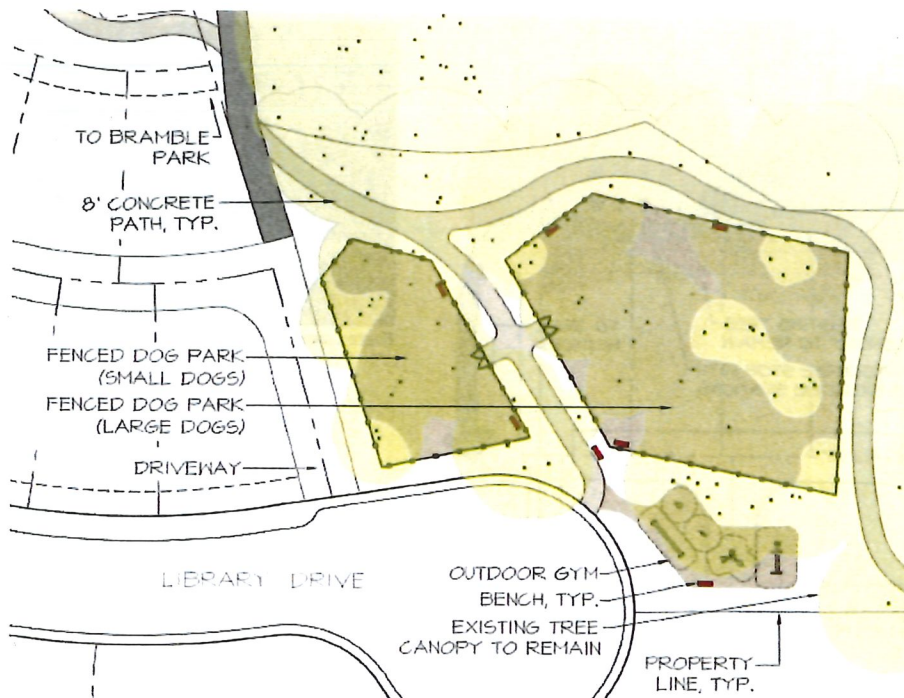 TO BRAMBLE
PARK
8' CONCRETE
PATH, TYP.
FENCED DOG PARK
(SMALL DOGS)
FENCED DOG PARK
(LARGE DOGS)
DRIVEWAY
LIBRARY DRIVE
OUTDOOR GYM
BENCH, TYP.
EXISTING TREE
CANOPY TO REMAIN
PROPERTY
LINE, TYP.